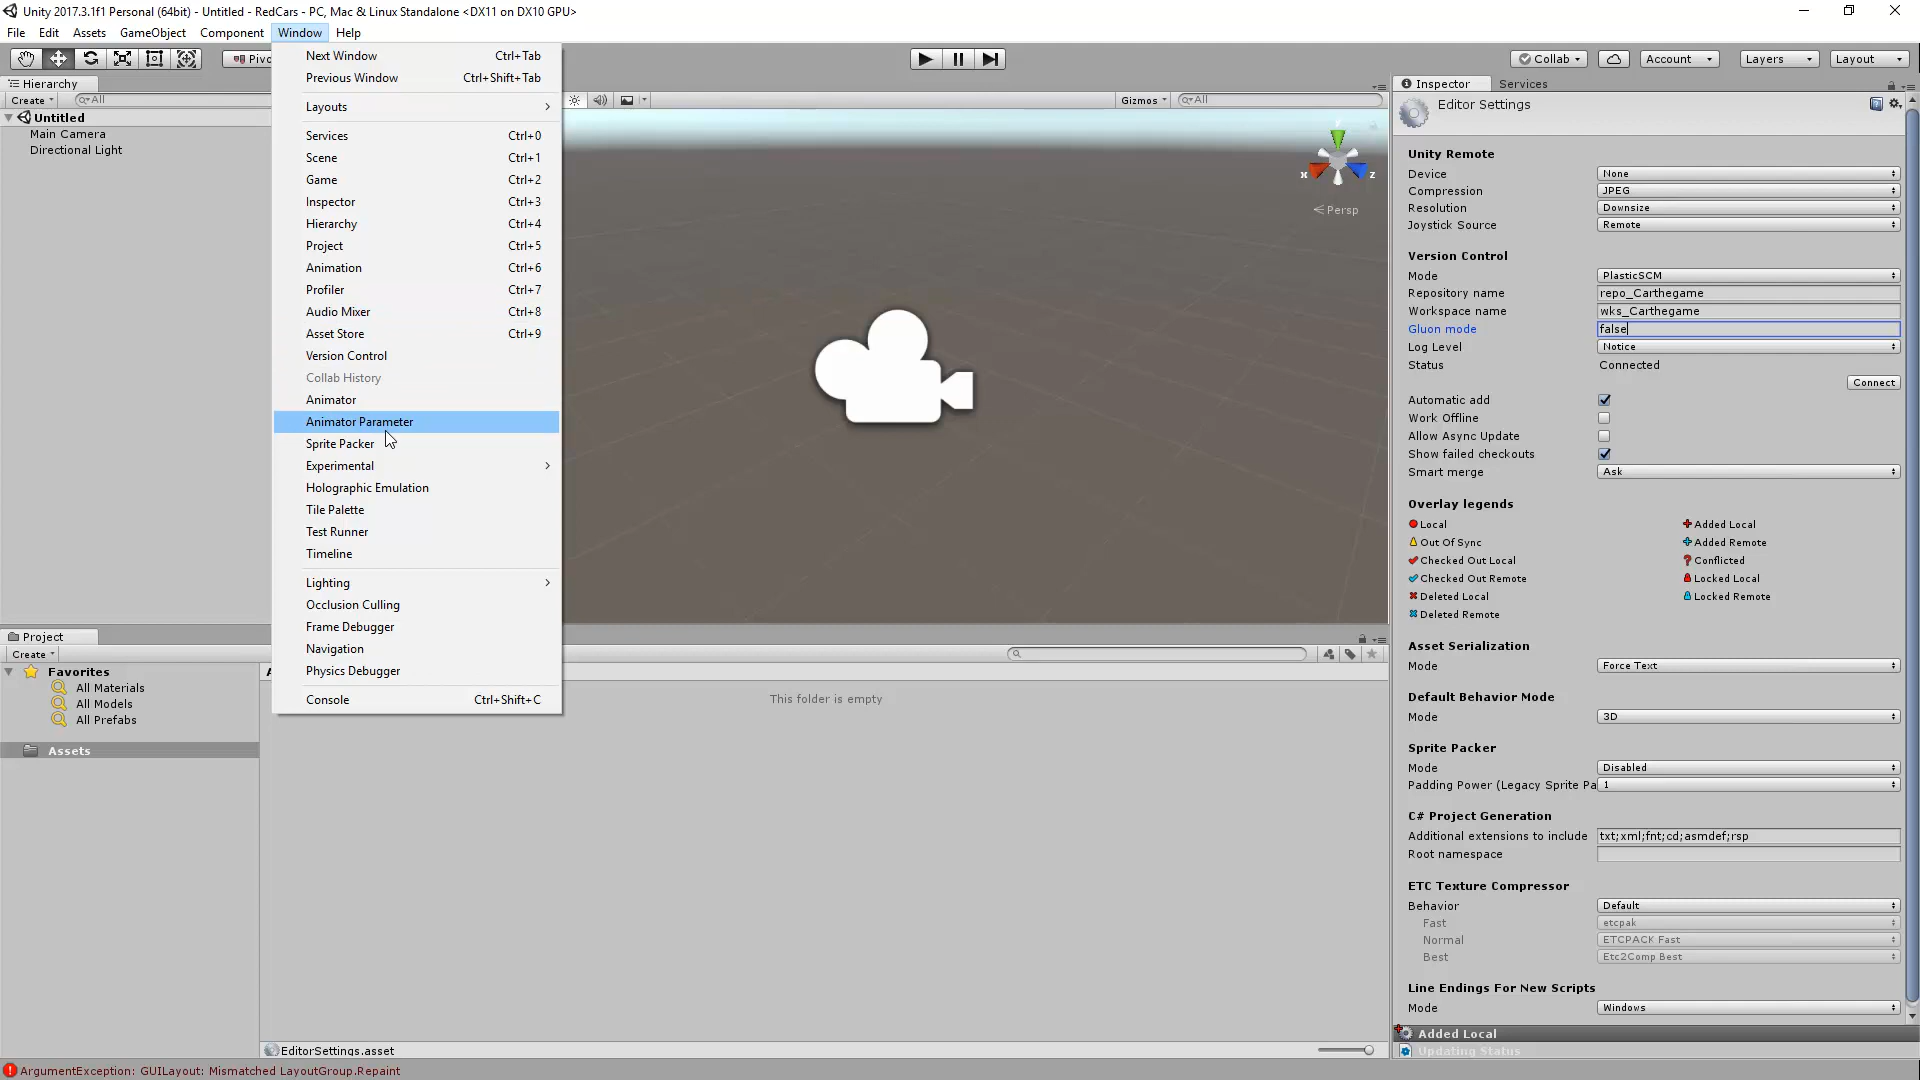 Unity 2017.3.1f1 Personal (64bit) - Untitled - RedCars - PC, Mac & Linux Standalone <DX11 on DX10 GPU>
File Edit Assets GameObject Component Window Help
Pivo
Collab Account Layers Layout
Hierarchy
Create All
Untitled
Main Camera
Directional Light
Next Window Ctrl+Tab
Previous Window Ctrl+Shift+Tab
Layouts
Services Ctrl+0
Scene Ctrl+1
Game Ctrl+2
Inspector Ctrl+3
Hierarchy Ctrl+4
Project Ctrl+5
Animation Ctrl+6
Profiler Ctrl+7
Audio Mixer Ctrl+8
Asset Store Ctrl+9
Version Control
Collab History
Animator
Animator Parameter
Sprite Packer
Experimental
Holographic Emulation
Tile Palette
Test Runner
Timeline
Lighting
Occlusion Culling
Frame Debugger
Navigation
Physics Debugger
Console Ctrl+Shift+C
Gizmos All
x z
Persp
Project
Create
Favorites
All Materials
All Models
All Prefabs
Assets
This folder is empty
EditorSettings.asset
Inspector Services
Editor Settings
Unity Remote
Device None
Compression JPEG
Resolution Downsize
Joystick Source Remote
Version Control
Mode PlasticSCM
Repository name repo_Carthegame
Workspace name wks_Carthegame
Gluon mode false
Log Level Notice
Status Connected
Connect
Automatic add
Work Offline
Allow Async Update
Show failed checkouts
Smart merge Ask
Overlay legends
Local Added Local
Out Of Sync Added Remote
Checked Out Local Conflicted
Checked Out Remote Locked Local
Deleted Local Locked Remote
Deleted Remote
Asset Serialization
Mode Force Text
Default Behavior Mode
Mode 3D
Sprite Packer
Mode Disabled
Padding Power (Legacy Sprite Pa 1
C# Project Generation
Additional extensions to include txt;xml;fnt;cd;asmdef;rsp
Root namespace
ETC Texture Compressor
Behavior Default
Fast etcpak
Normal ETCPACK Fast
Best Etc2Comp Best
Line Endings For New Scripts
Mode Windows
Added Local
Updating Status
ArgumentException: GUILayout: Mismatched LayoutGroup.Repaint